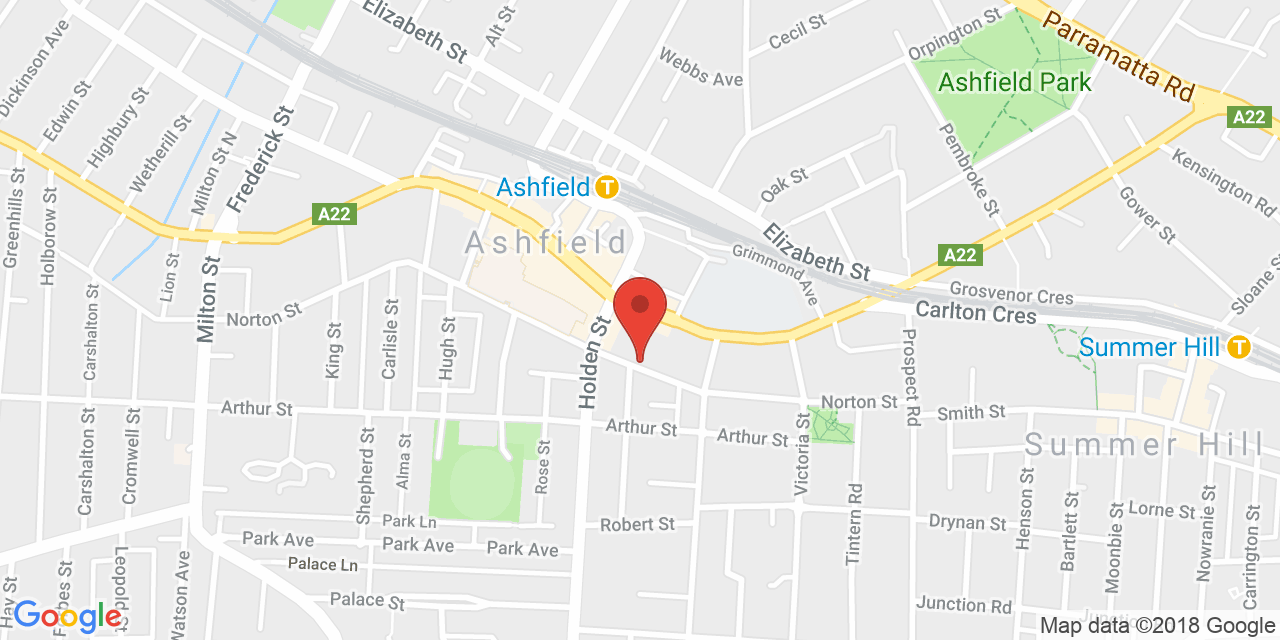 Dickinson Ave
Edwin St
Highbury St
Wetherill St
Milton St N
Frederick St
Elizabeth St
Alt St
Webbs Ave
Cecil St
Orpington St
Parramatta Rd
Ashfield Park
A22
Pembroke St
Kensington Rd
Gower St
Sloane
Ashfield T
Oak St
A22
Ashfield
Grimmond Ave
Elizabeth St
A22
Grosvenor Cres
Carlton Cres
Greenhills St
Holborow St
Lion St
Milton St
Norton St
Carshalton St
King St
Carlisle St
Hugh St
Holden St
Summer Hill T
Prospect Rd
Norton St
Smith St
Arthur St
Arthur St
Arthur St
Victoria St
Summer Hill
Carshalton St
Cromwell St
Shepherd St
Alma St
Rose St
Tintern Rd
Henson St
Bartlett St
Moonbie St
Lorne St
Nowranie St
Carrington St
Park Ln
Robert St
Drynan St
Park Ave
Park Ave
Park Ave
Palace Ln
Palace St
Junction Rd
Junction
Hay St
Leopold St
Watson Ave
Google
Map data ©2018 Google